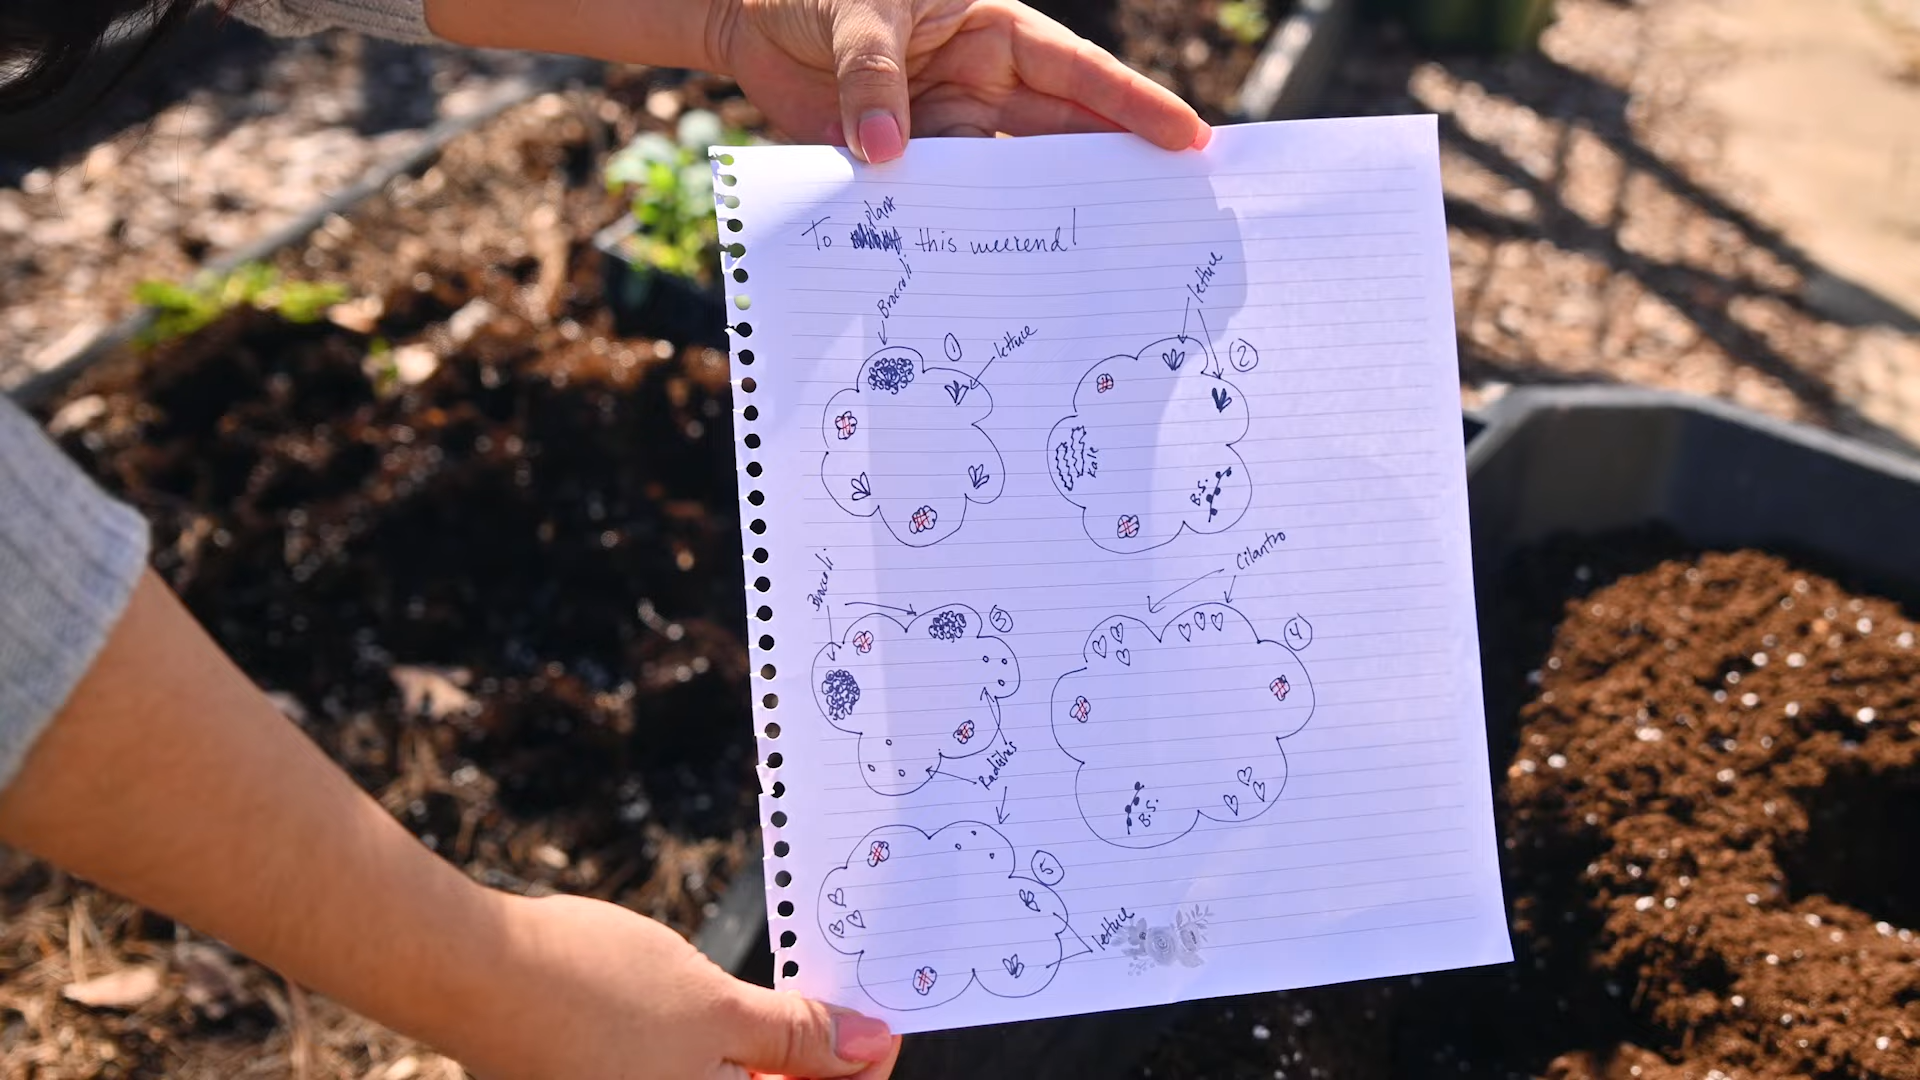 To plant this weekend!
Broccoli
① lettuce
lettuce
②
Kale
B.S.
Broccoli
③
Radishes
Cilantro
④
B.S.
⑤
lettuce